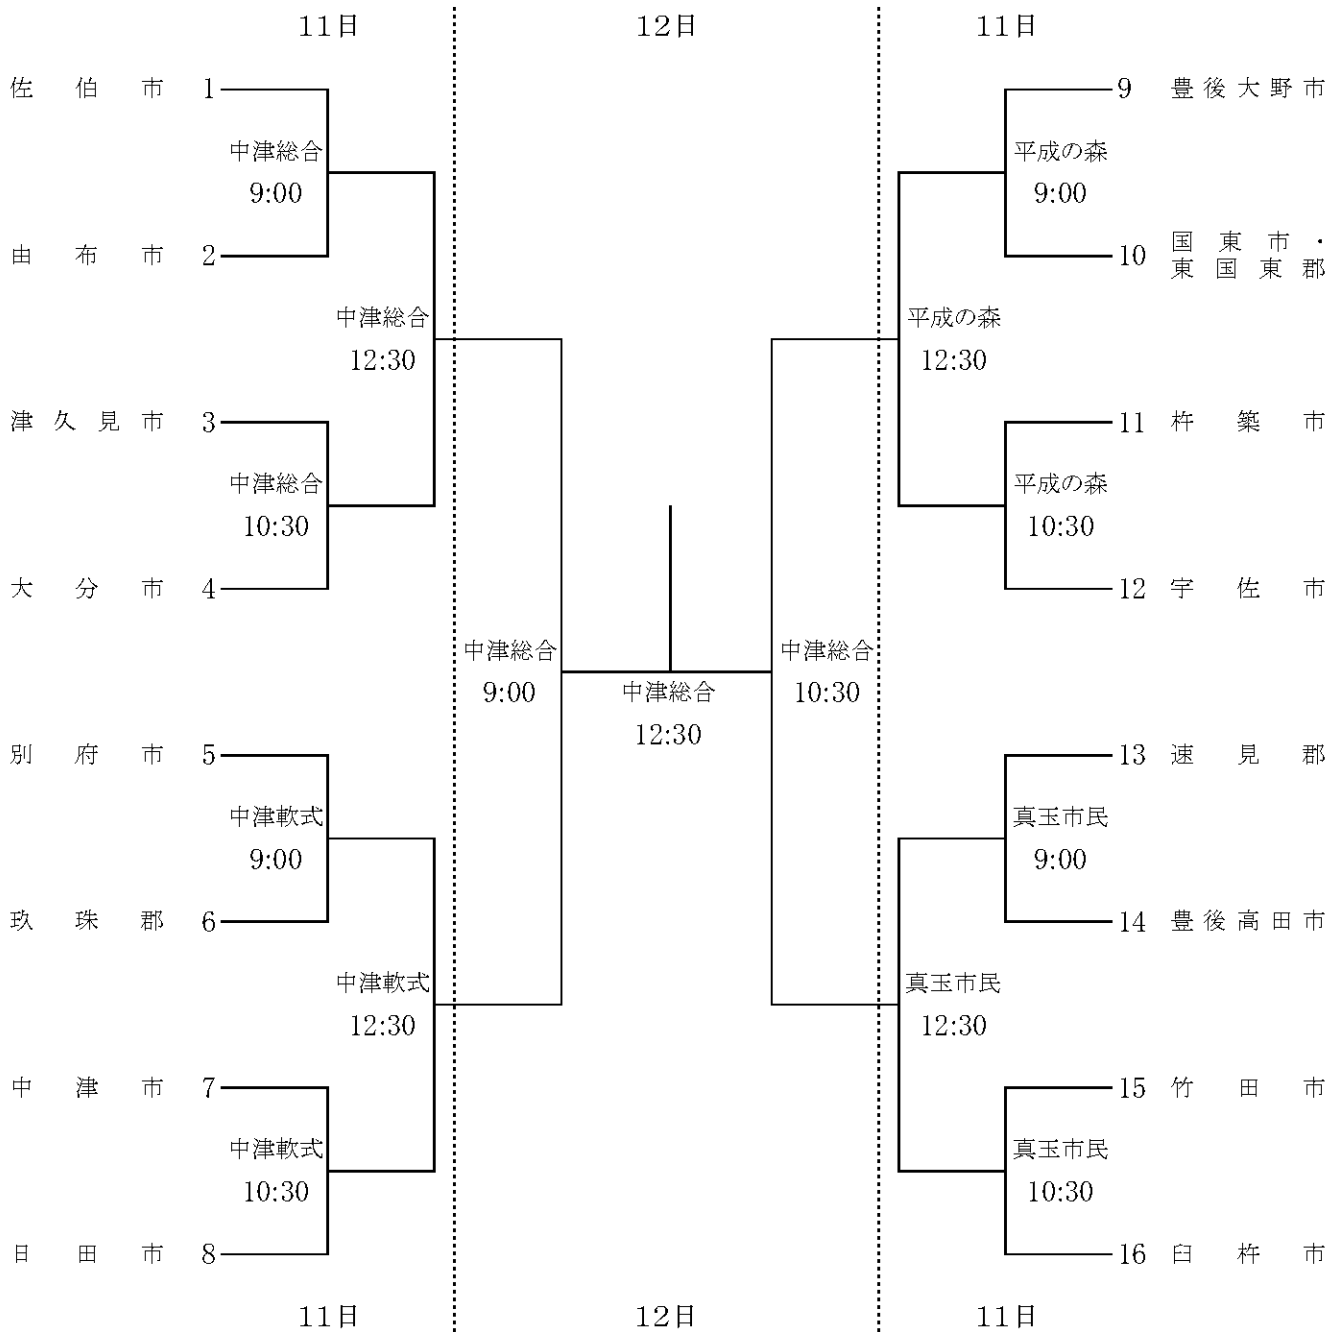 11日 12日 11日
佐伯市 1
9 豊後大野市
中津総合
9:00
平成の森
9:00
由布市 2
10 国東市・
東国東郡
中津総合
12:30
平成の森
12:30
津久見市 3
11 杵築市
中津総合
10:30
平成の森
10:30
大分市 4
12 宇佐市
中津総合
9:00
中津総合
12:30
中津総合
10:30
別府市 5
13 速見郡
中津軟式
9:00
真玉市民
9:00
玖珠郡 6
14 豊後高田市
中津軟式
12:30
真玉市民
12:30
中津市 7
15 竹田市
中津軟式
10:30
真玉市民
10:30
日田市 8
16 臼杵市
11日 12日 11日